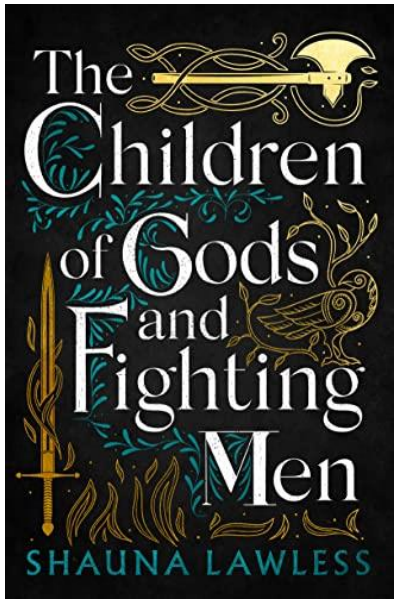 The
Children
of Gods
and
Fighting
Men
SHAUNA LAWLESS